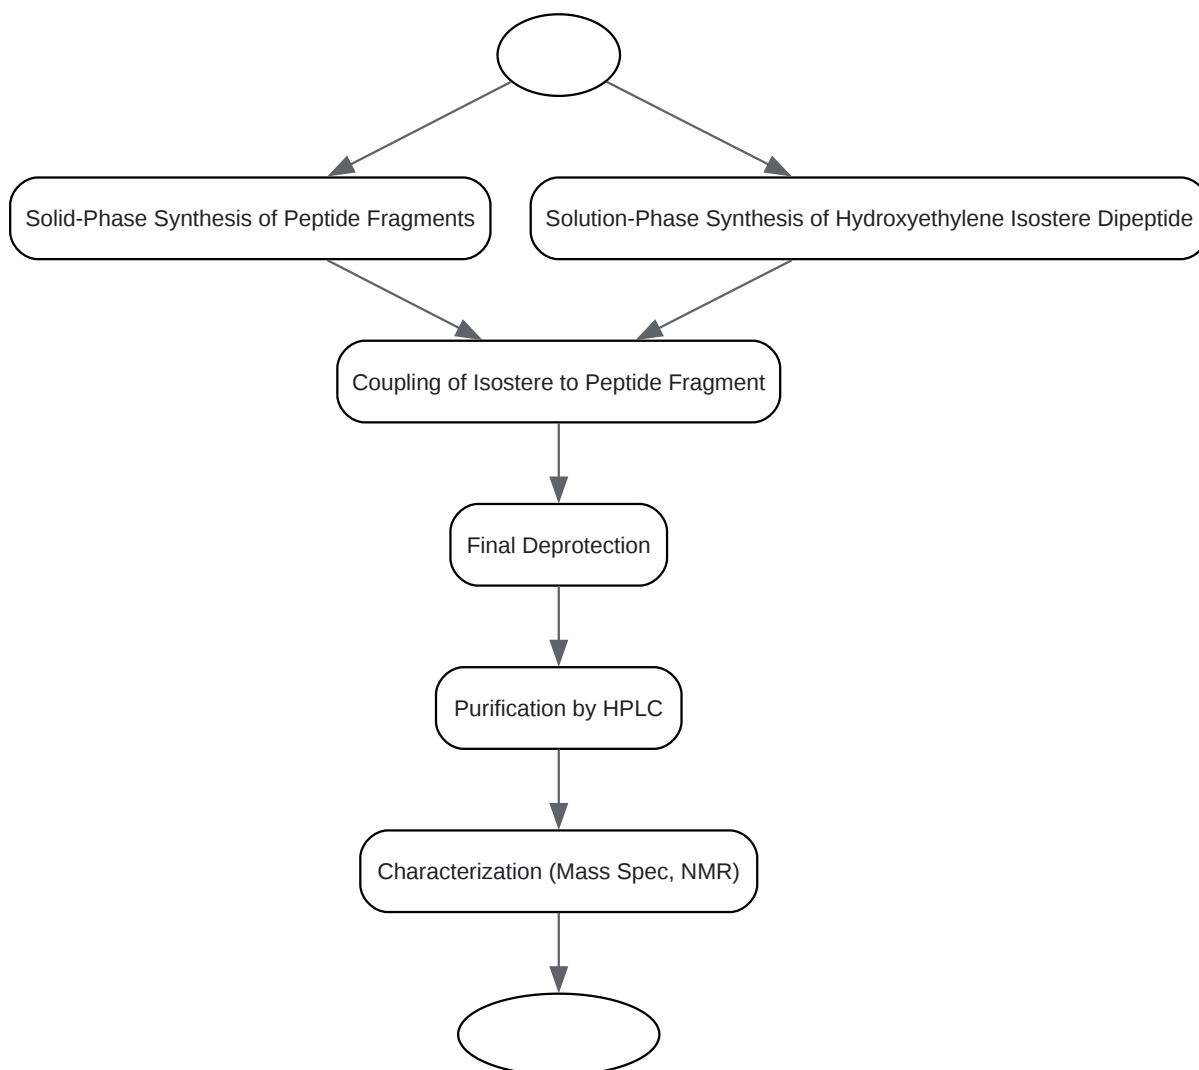 Solid-Phase Synthesis of Peptide Fragments
Solution-Phase Synthesis of Hydroxyethylene Isostere Dipeptide
Coupling of Isostere to Peptide Fragment
Final Deprotection
Purification by HPLC
Characterization (Mass Spec, NMR)